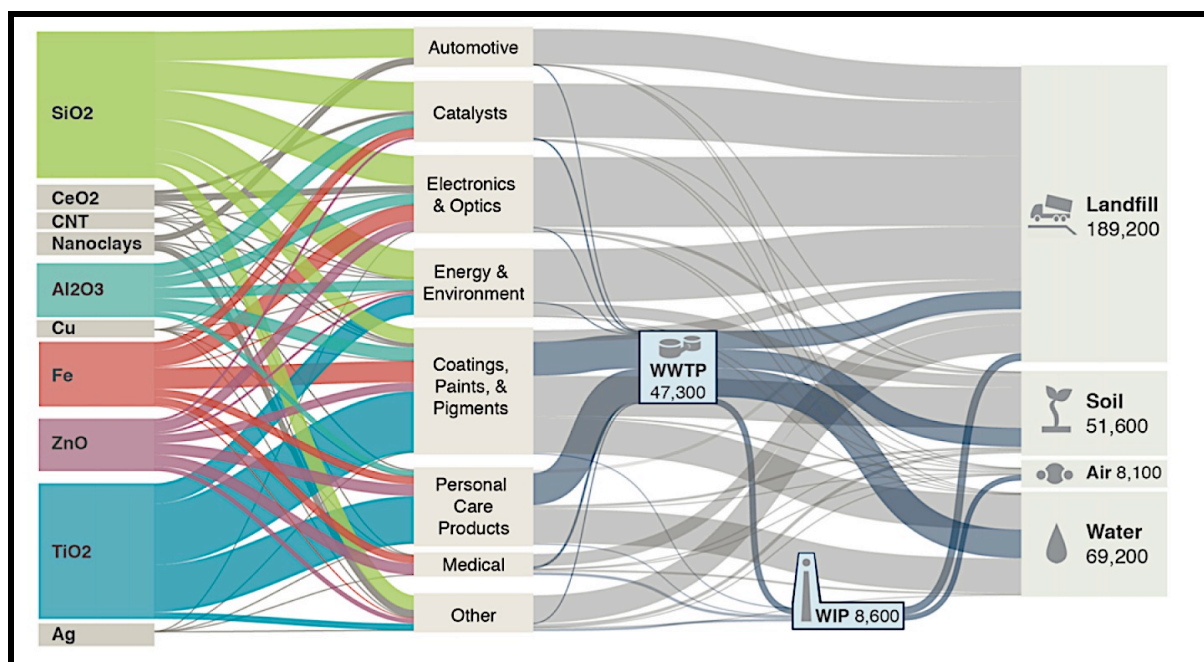 SiO2
CeO2
CNT
Nanoclays
Al2O3
Cu
Fe
ZnO
TiO2
Ag
Automotive
Catalysts
Electronics
& Optics
Energy &
Environment
Coatings,
Paints, &
Pigments
Personal
Care
Products
Medical
Other
WWTP
47,300
WIP 8,600
Landfill
189,200
Soil
51,600
Air 8,100
Water
69,200